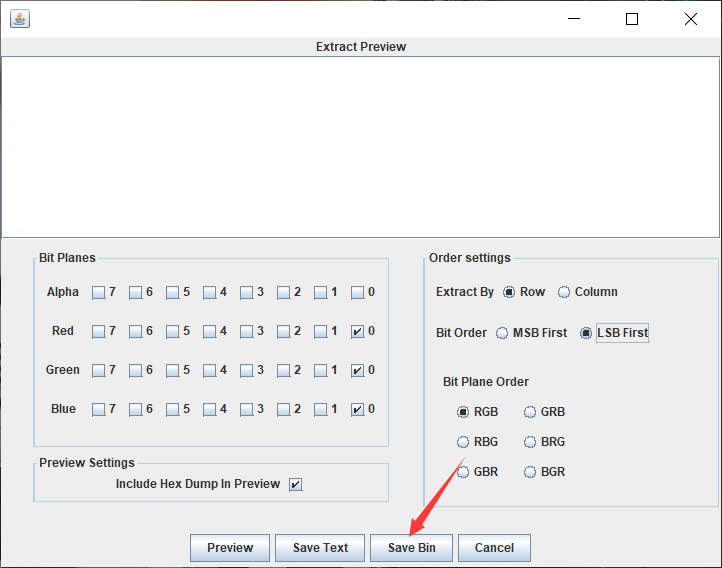 Extract Preview
Bit Planes
Alpha 7 6 5 4 3 2 1 0
Red 7 6 5 4 3 2 1 0
Green 7 6 5 4 3 2 1 0
Blue 7 6 5 4 3 2 1 0
Preview Settings
Include Hex Dump In Preview
Order settings
Extract By Row Column
Bit Order MSB First LSB First
Bit Plane Order
RGB GRB
RBG BRG
GBR BGR
Preview Save Text Save Bin Cancel